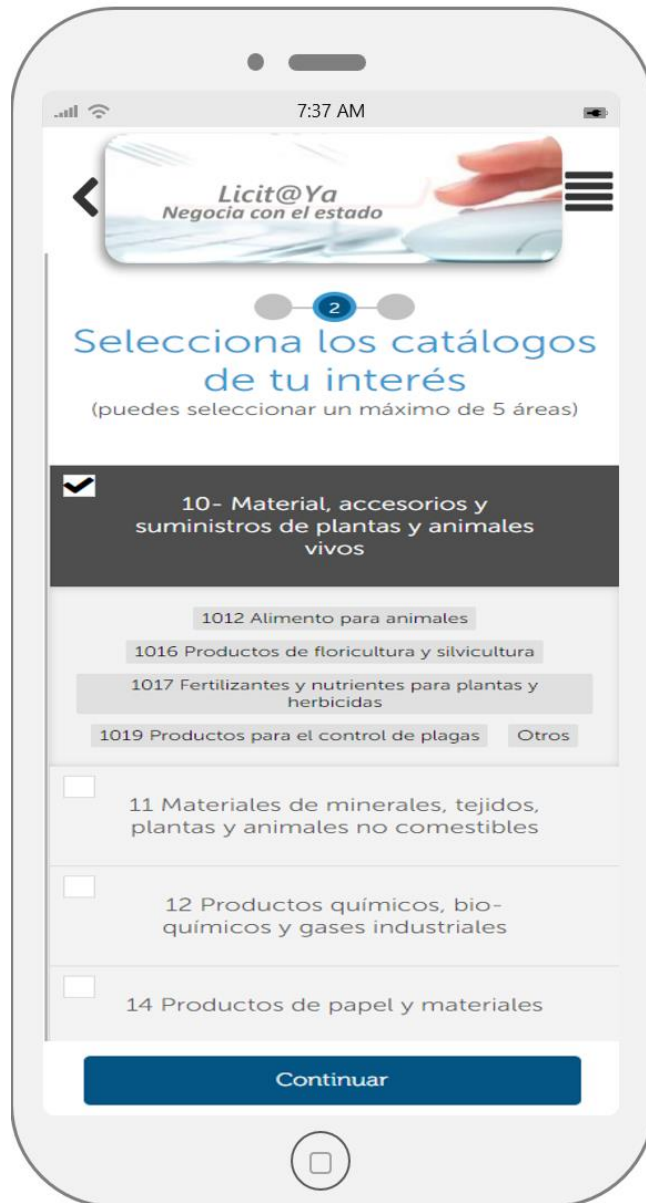 7:37 AM
Licit@Ya
Negocia con el estado
2
Selecciona los catálogos
de tu interés
(puedes seleccionar un máximo de 5 áreas)
10- Material, accesorios y
suministros de plantas y animales
vivos
1012 Alimento para animales
1016 Productos de floricultura y silvicultura
1017 Fertilizantes y nutrientes para plantas y
herbicidas
1019 Productos para el control de plagas Otros
11 Materiales de minerales, tejidos,
plantas y animales no comestibles
12 Productos químicos, bio-
químicos y gases industriales
14 Productos de papel y materiales
Continuar